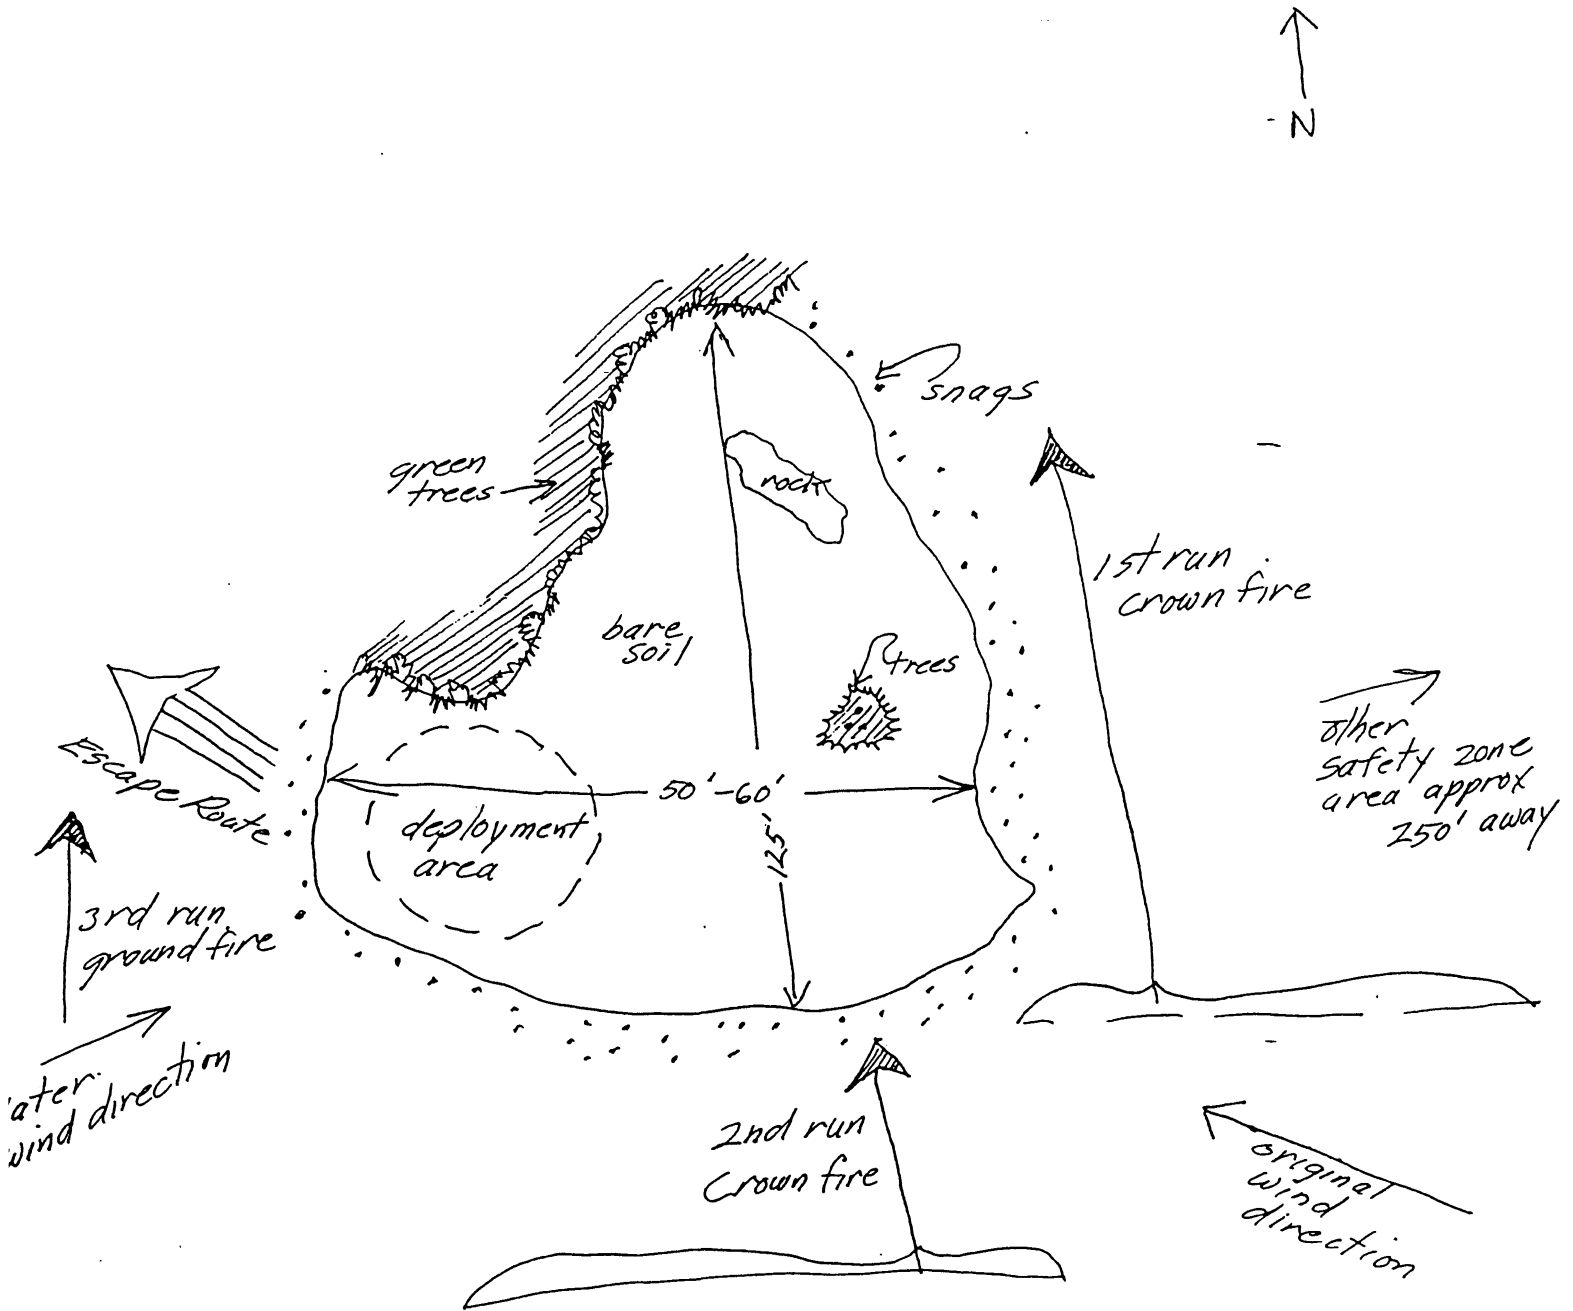 N
snags
green
trees
rock
1st run
crown fire
bare
soil
trees
other
safety zone
area approx
250' away
Escape Route
50'-60'
125'
deployment
area
3rd run
ground fire
ater
wind direction
2nd run
Crown fire
original
wind
direction